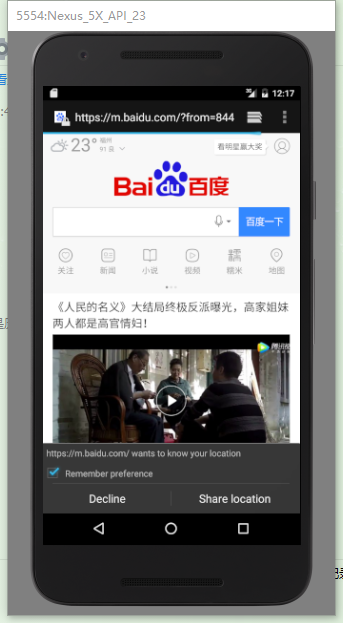 5554:Nexus_5X_API_23
12:17
https://m.baidu.com/?from=844
23° 福州
91 良
看明星赢大奖
Bai du 百度
百度一下
关注 新闻 小说 视频 糯米 地图
《人民的名义》大结局终极反派曝光，高家姐妹
两人都是高官情妇！
腾讯视频
https://m.baidu.com/ wants to know your location
Remember preference
Decline Share location